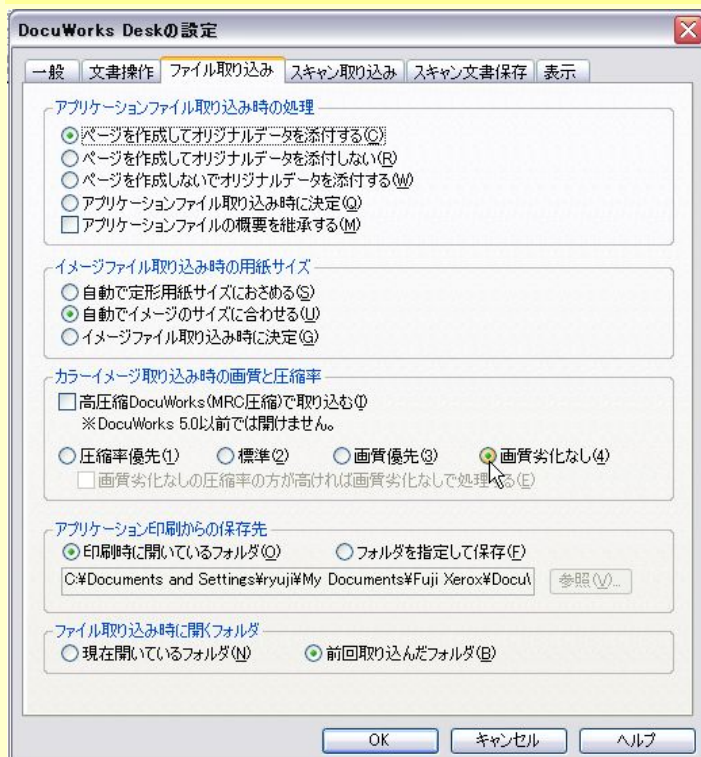 DocuWorks Deskの設定
一般 文書操作 ファイル取り込み スキャン取り込み スキャン文書保存 表示
アプリケーションファイル取り込み時の処理
ページを作成してオリジナルデータを添付する(C)
ページを作成してオリジナルデータを添付しない(R)
ページを作成しないでオリジナルデータを添付する(W)
アプリケーションファイル取り込み時に決定(Q)
アプリケーションファイルの概要を継承する(M)
イメージファイル取り込み時の用紙サイズ
自動で定形用紙サイズにおさめる(S)
自動でイメージのサイズに合わせる(U)
イメージファイル取り込み時に決定(G)
カラーイメージ取り込み時の画質と圧縮率
高圧縮DocuWorks(MRC圧縮)で取り込む(I)
※DocuWorks 5.0以前では開けません。
圧縮率優先(1) 標準(2) 画質優先(3) 画質劣化なし(4)
画質劣化なしの圧縮率の方が高ければ画質劣化なしで処理する(E)
アプリケーション印刷からの保存先
印刷時に開いているフォルダ(O) フォルダを指定して保存(F)
C:¥Documents and Settings¥ryuji¥My Documents¥Fuji Xerox¥Docu\ 参照(V)...
ファイル取り込み時に開くフォルダ
現在開いているフォルダ(N) 前回取り込んだフォルダ(B)
OK キャンセル ヘルプ